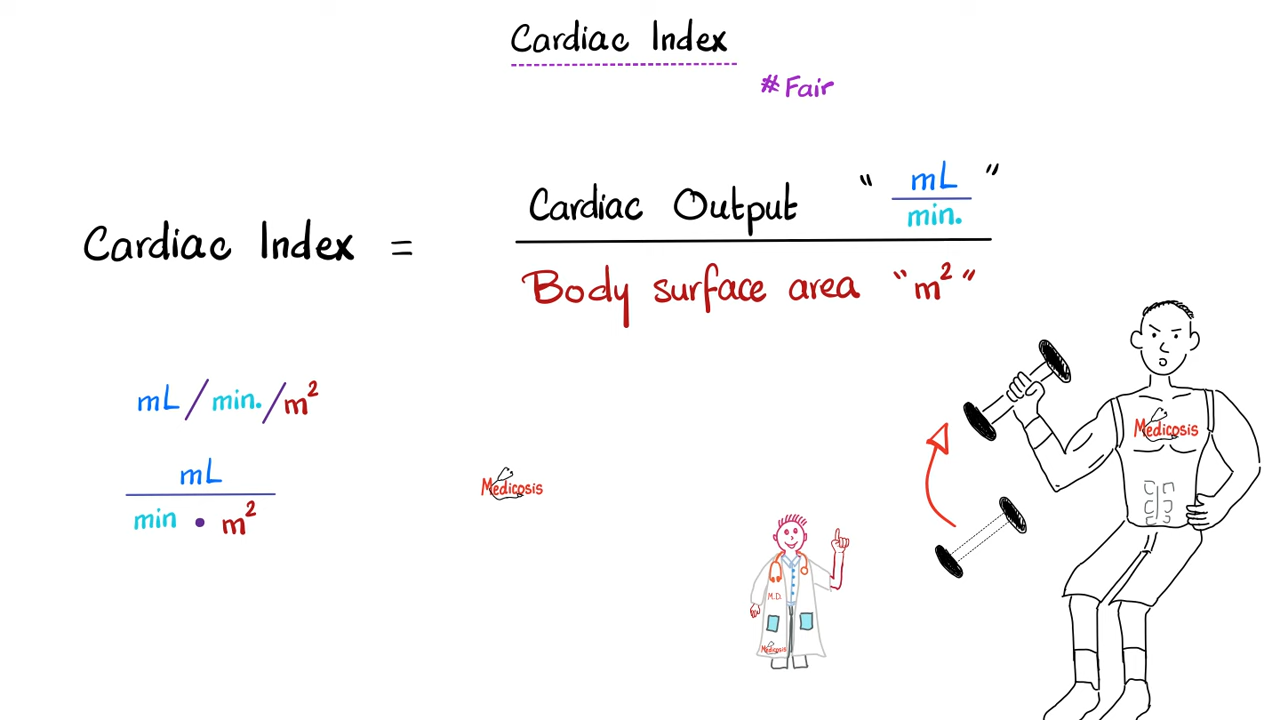 Cardiac Index
#Fair
Cardiac Index = Cardiac Output " mL / min. "
Body surface area "m²"
mL/min./m²
mL
min • m²
Medicosis
Medicosis
M.D.
Medicosis